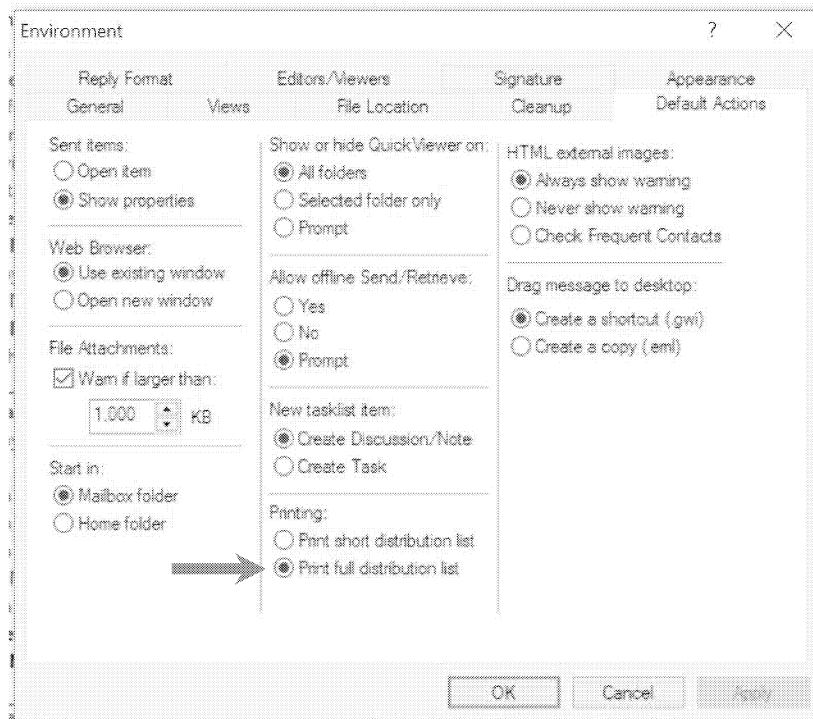 Environment
?
Reply Format Editors/Viewers Signature Appearance
General Views File Location Cleanup Default Actions
Sent items:
Open item
Show properties
Web Browser:
Use existing window
Open new window
File Attachments:
Warn if larger than:
1.000 KB
Start in:
Mailbox folder
Home folder
Show or hide QuickViewer on:
All folders
Selected folder only
Prompt
Allow offline Send/Retrieve:
Yes
No
Prompt
New tasklist item:
Create Discussion/Note
Create Task
Printing:
Print short distribution list
Print full distribution list
HTML external images:
Always show warning
Never show warning
Check Frequent Contacts
Drag message to desktop:
Create a shortcut (.gwi)
Create a copy (.eml)
OK Cancel Apply